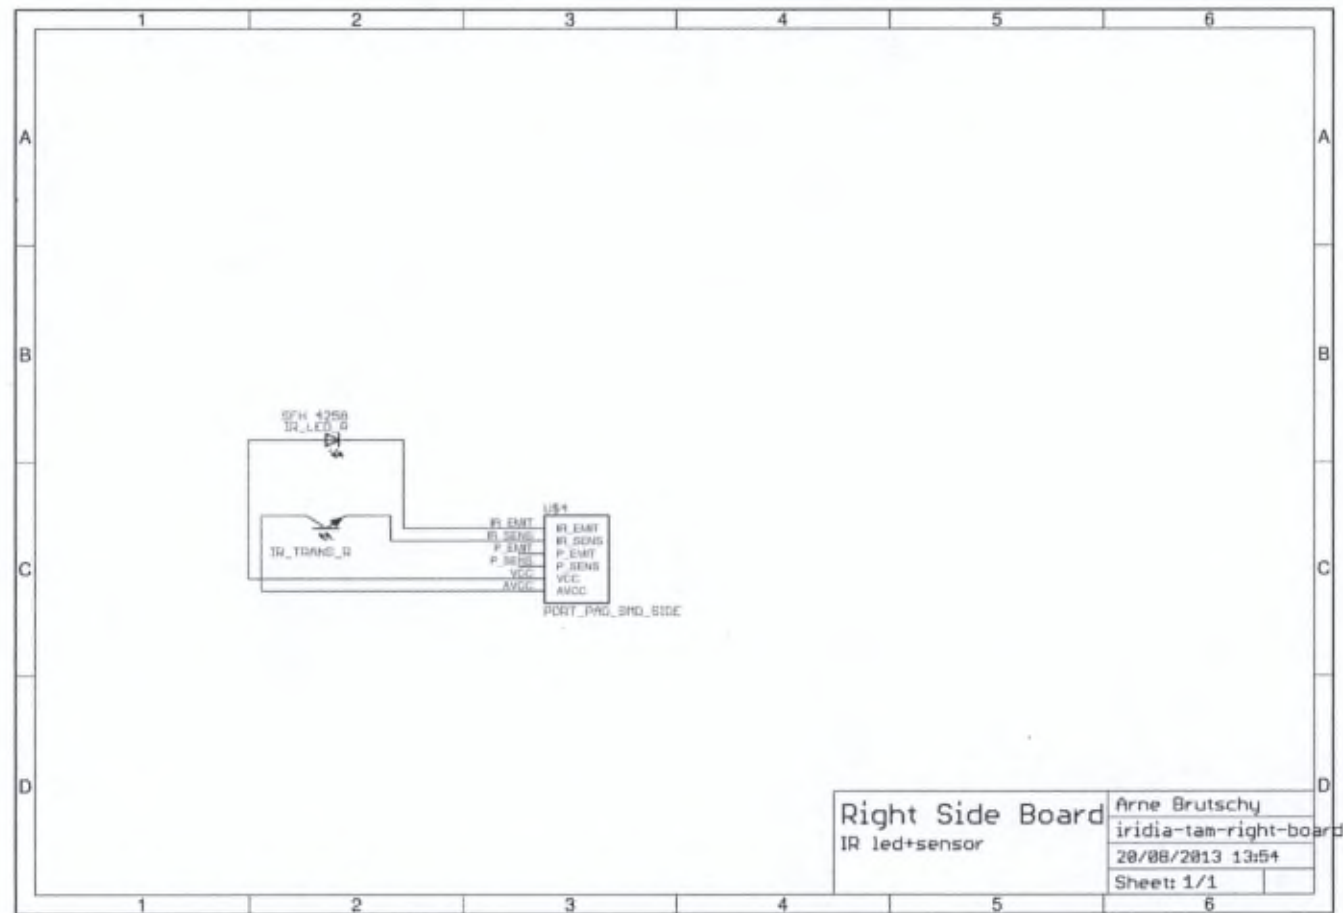 1 2 3 4 5 6
A A
B B
SFH 4258
IR_LED_R
U$4
IR_EMIT IR_EMIT
IR_SENS IR_SENS
P_EMIT P_EMIT
IR_TRANS_R
P_SENS P_SENS
C C
VCC VCC
AVCC AVCC
PORT_PAD_SMD_SIDE
D D
Right Side Board
IR led+sensor
Arne Brutschy
iridia-tam-right-board
20/08/2013 13:54
Sheet: 1/1
1 2 3 4 5 6